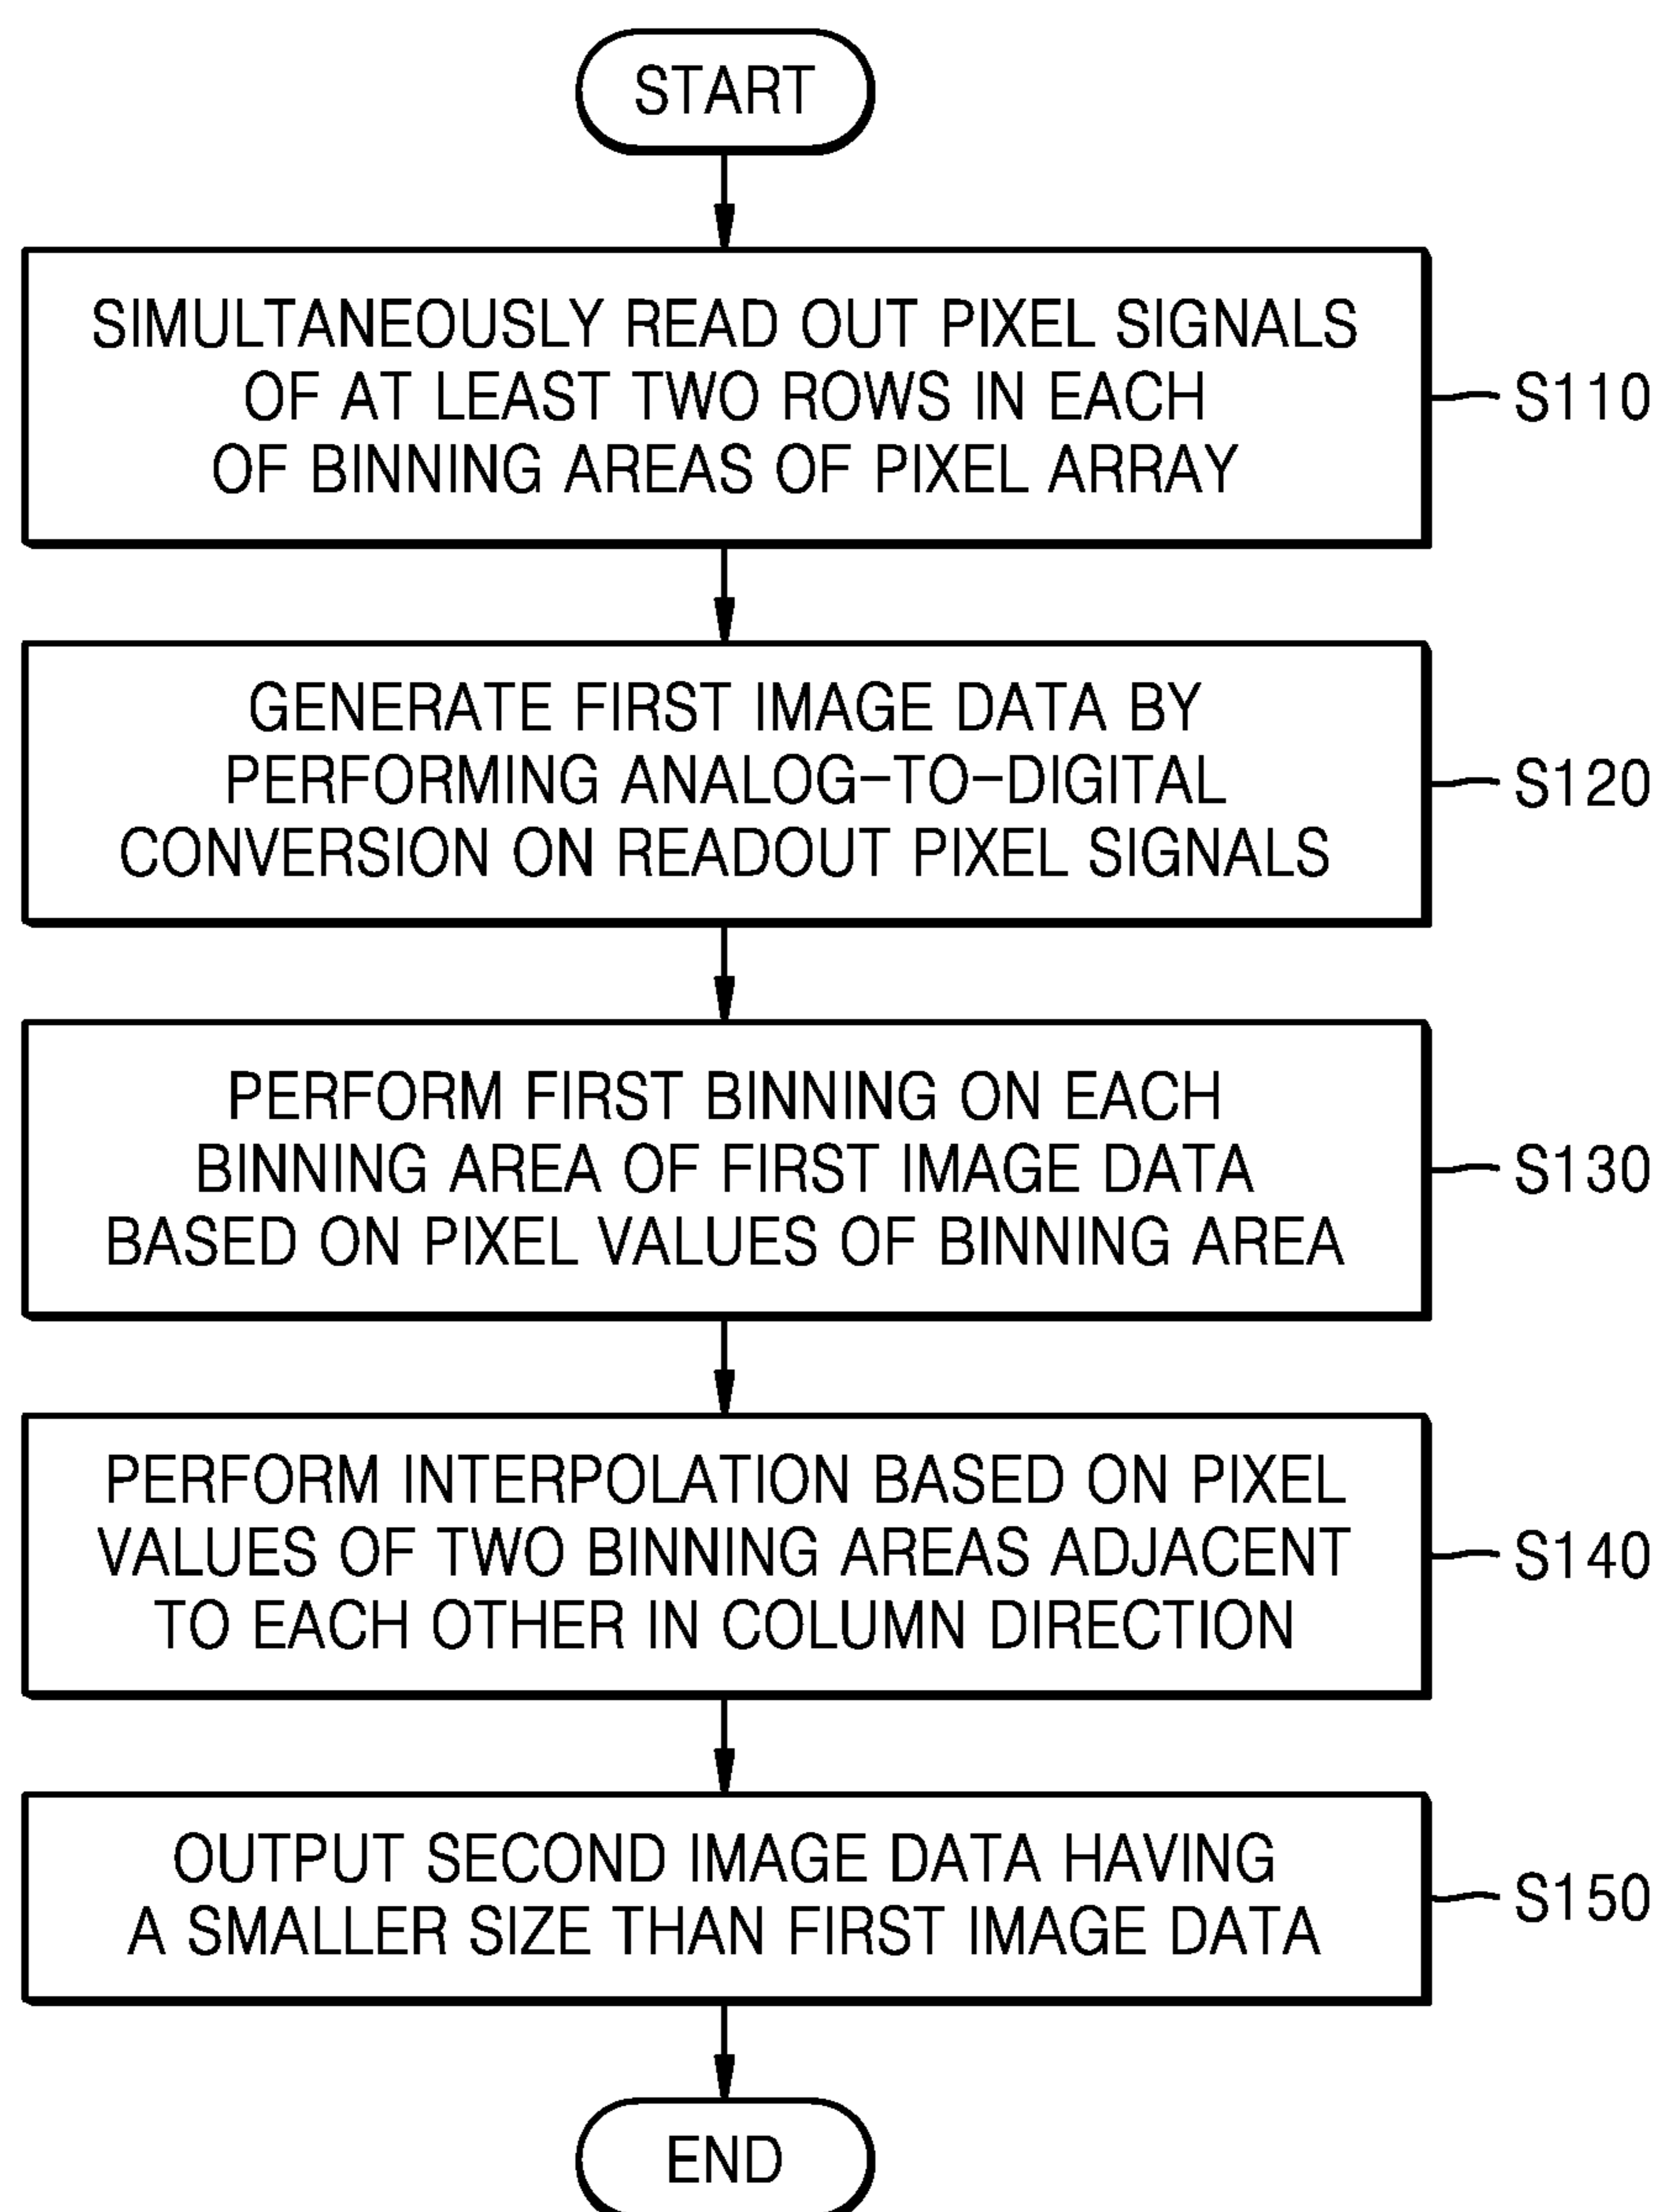 START
SIMULTANEOUSLY READ OUT PIXEL SIGNALS
OF AT LEAST TWO ROWS IN EACH
OF BINNING AREAS OF PIXEL ARRAY
S110
GENERATE FIRST IMAGE DATA BY
PERFORMING ANALOG-TO-DIGITAL
CONVERSION ON READOUT PIXEL SIGNALS
S120
PERFORM FIRST BINNING ON EACH
BINNING AREA OF FIRST IMAGE DATA
BASED ON PIXEL VALUES OF BINNING AREA
S130
PERFORM INTERPOLATION BASED ON PIXEL
VALUES OF TWO BINNING AREAS ADJACENT
TO EACH OTHER IN COLUMN DIRECTION
S140
OUTPUT SECOND IMAGE DATA HAVING
A SMALLER SIZE THAN FIRST IMAGE DATA
S150
END